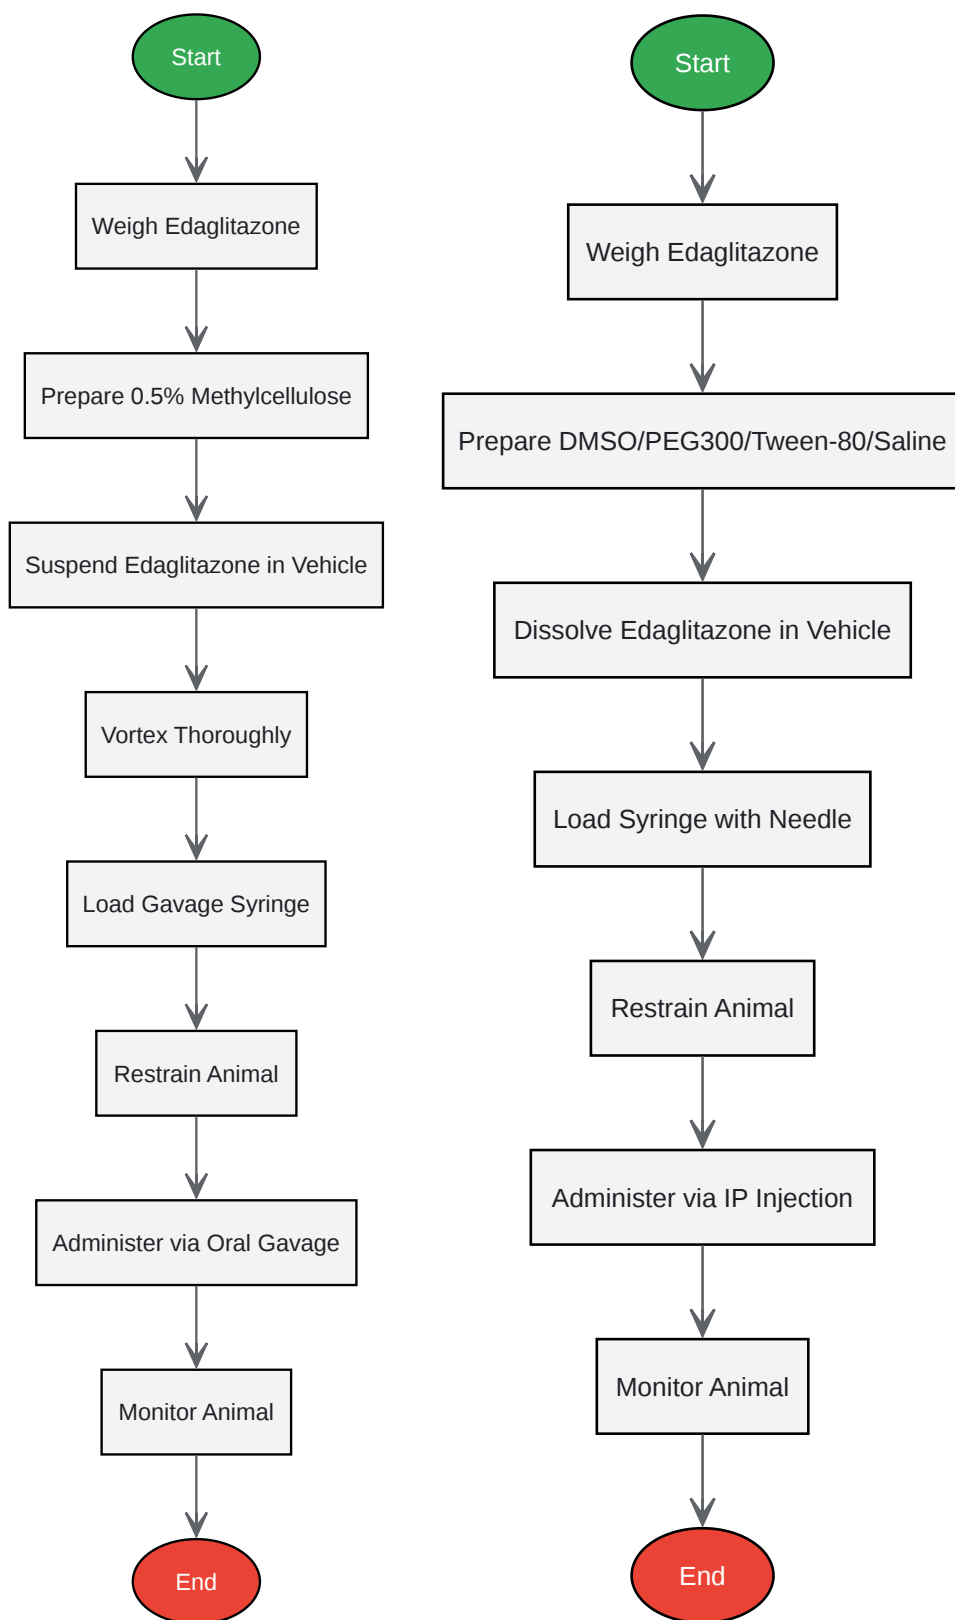 Start
Weigh Edaglitazone
Prepare 0.5% Methylcellulose
Suspend Edaglitazone in Vehicle
Vortex Thoroughly
Load Gavage Syringe
Restrain Animal
Administer via Oral Gavage
Monitor Animal
End
Start
Weigh Edaglitazone
Prepare DMSO/PEG300/Tween-80/Saline
Dissolve Edaglitazone in Vehicle
Load Syringe with Needle
Restrain Animal
Administer via IP Injection
Monitor Animal
End